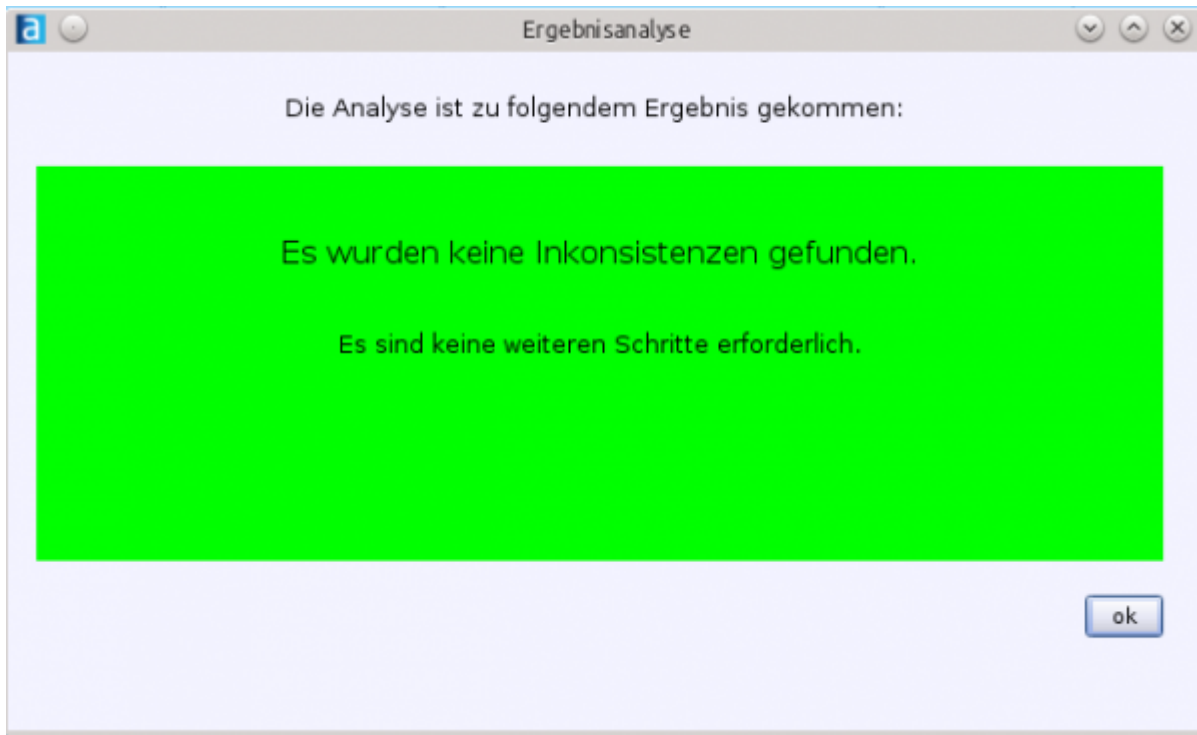 a
Ergebnisanalyse
Die Analyse ist zu folgendem Ergebnis gekommen:
Es wurden keine Inkonsistenzen gefunden.
Es sind keine weiteren Schritte erforderlich.
ok